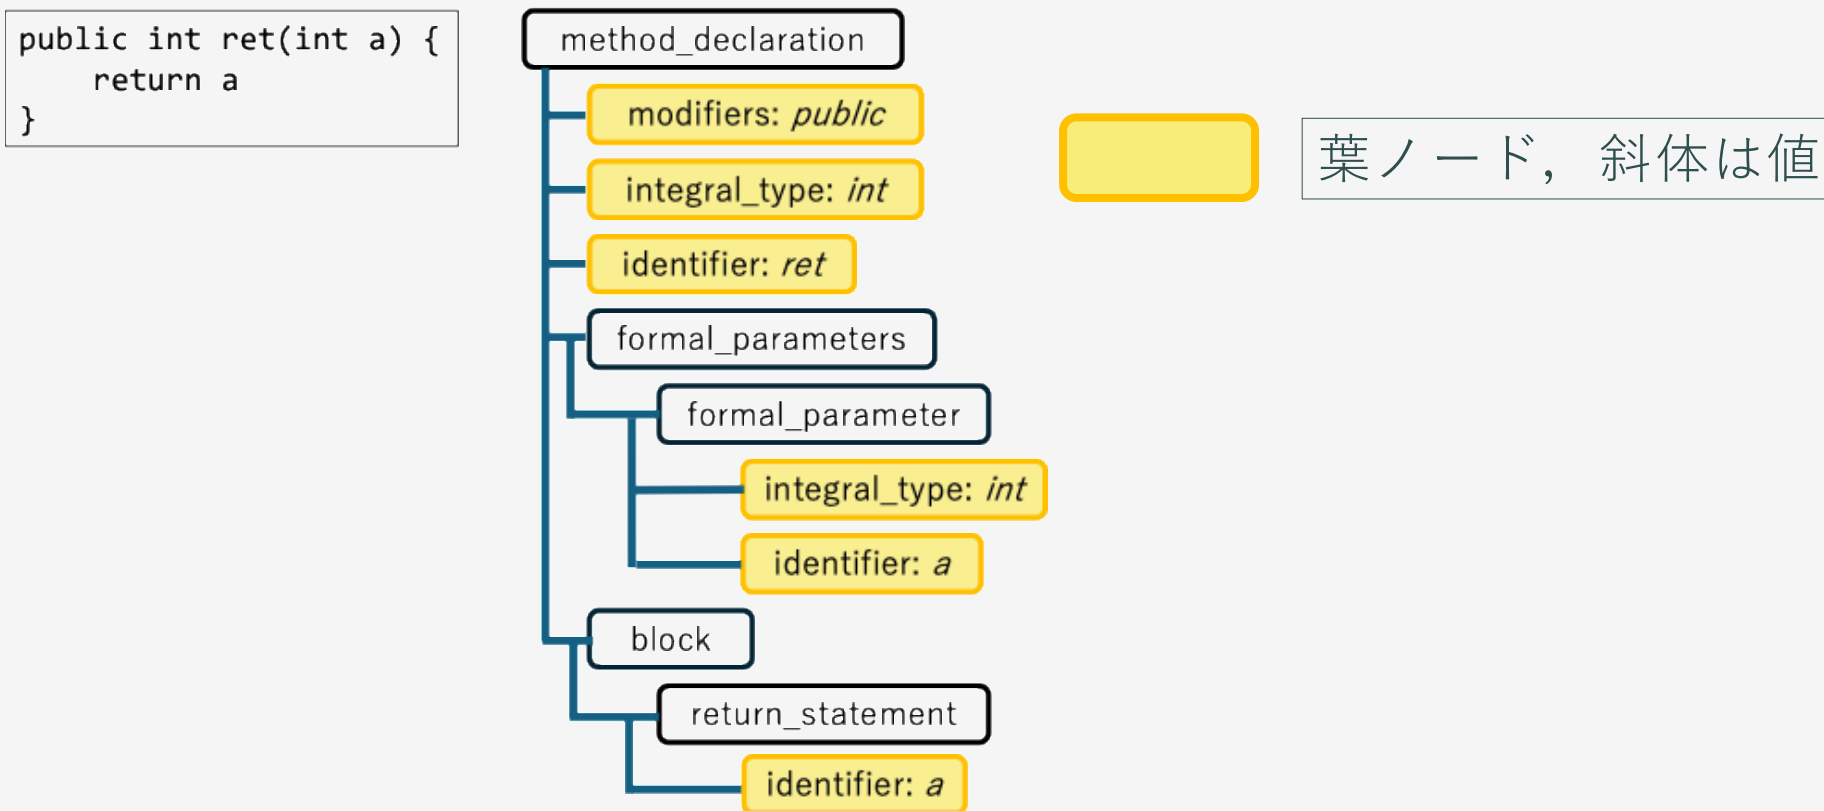 public int ret(int a) {
    return a
}
method_declaration
modifiers: public
integral_type: int
identifier: ret
formal_parameters
formal_parameter
integral_type: int
identifier: a
block
return_statement
identifier: a
葉ノード，斜体は値